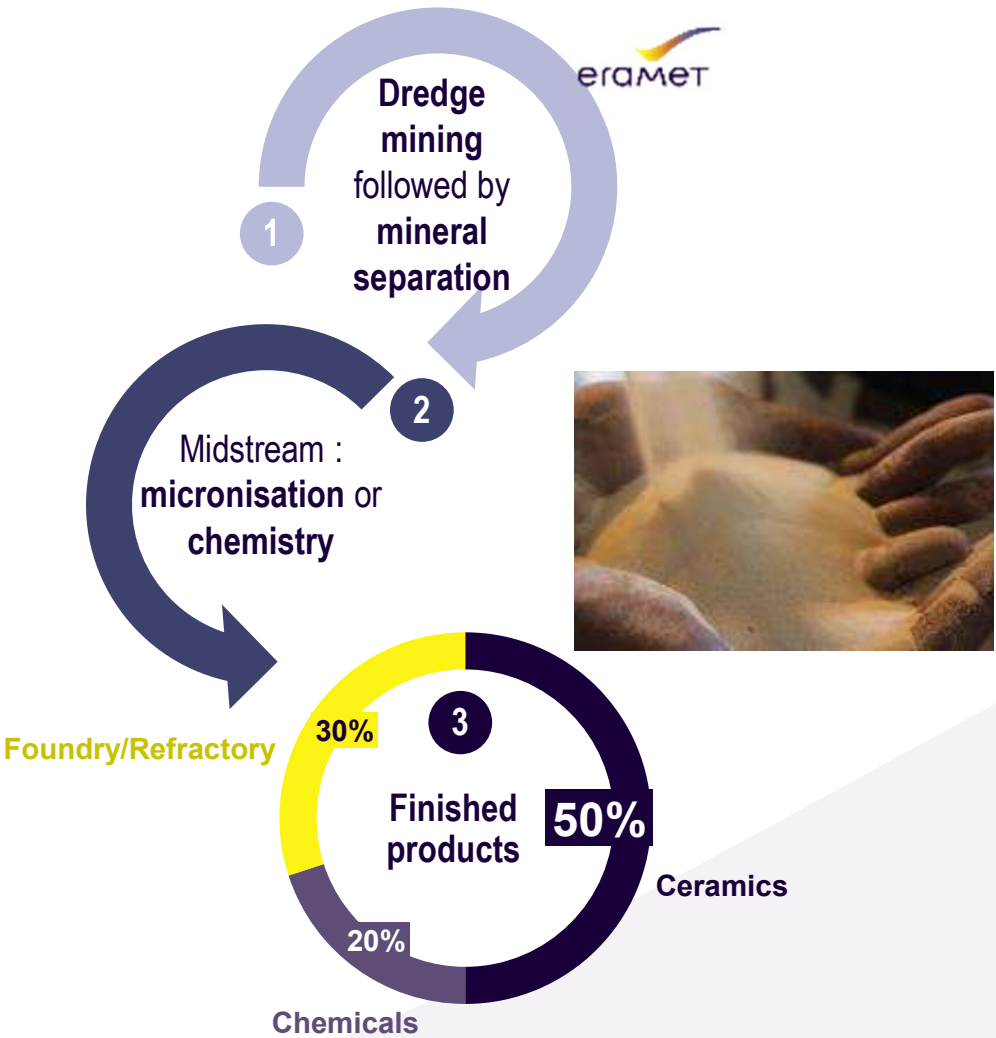 eramet
Dredge
mining
followed by
mineral
separation
1
2
Midstream :
micronisation or
chemistry
3
30%
Foundry/Refractory
Finished
products
50%
Ceramics
20%
Chemicals